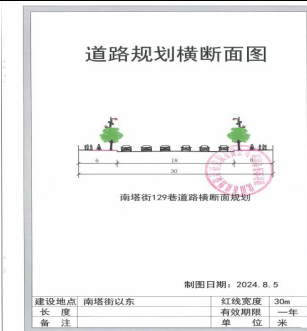 道路规划横断面图
6 18 6
30
南塔街129巷道路横断面规划
制图日期：2024.8.5
建设地点 南塔街以东 红线宽度 30m
长 度 有效期限 一年
备 注 单 位 米